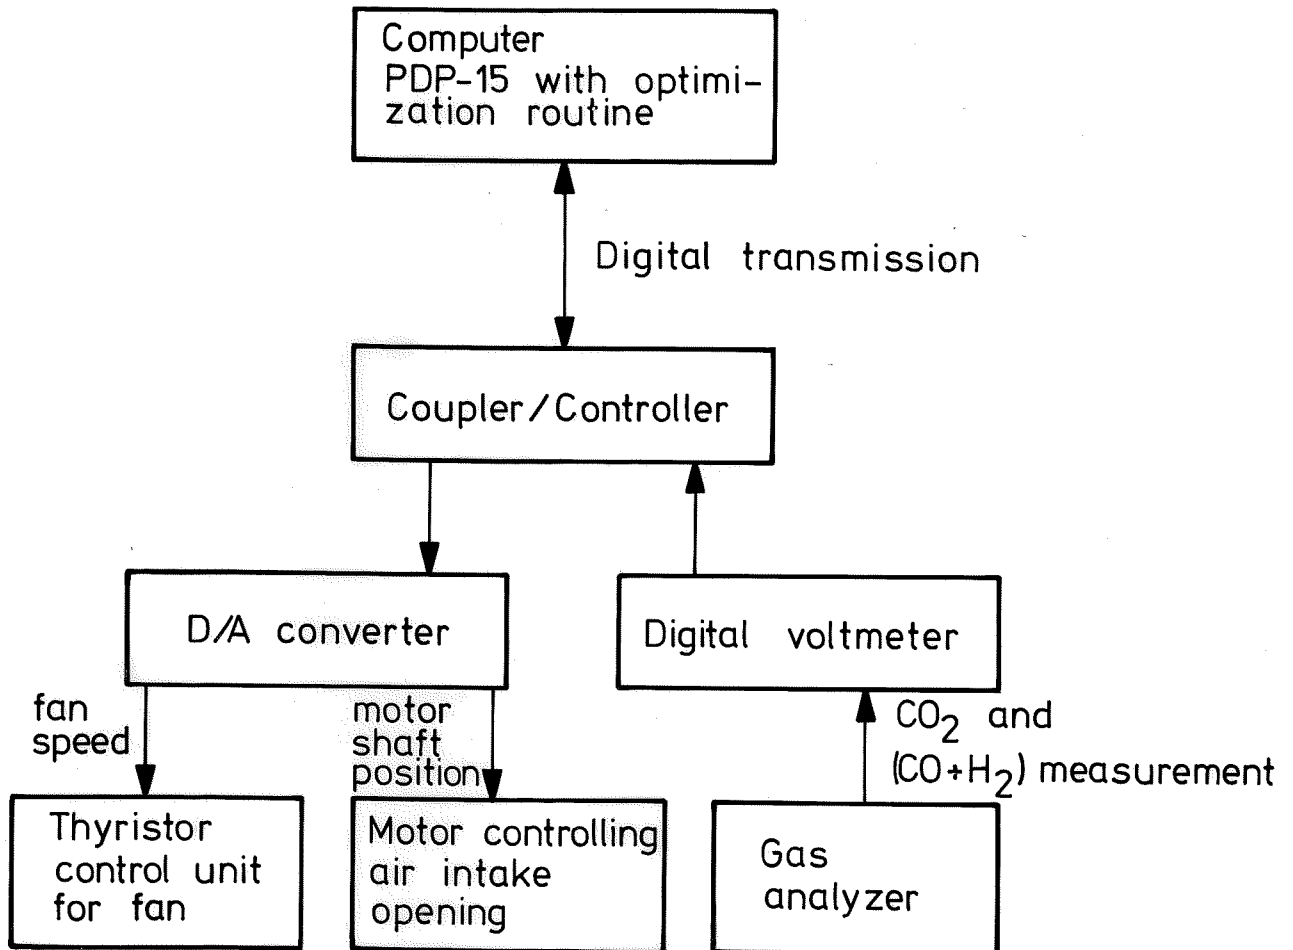 Computer
PDP-15 with optimi-
zation routine
Digital transmission
Coupler/Controller
D/A converter
Digital voltmeter
fan
speed
motor
shaft
position
CO₂ and
(CO+H₂) measurement
Thyristor
control unit
for fan
Motor controlling
air intake
opening
Gas
analyzer